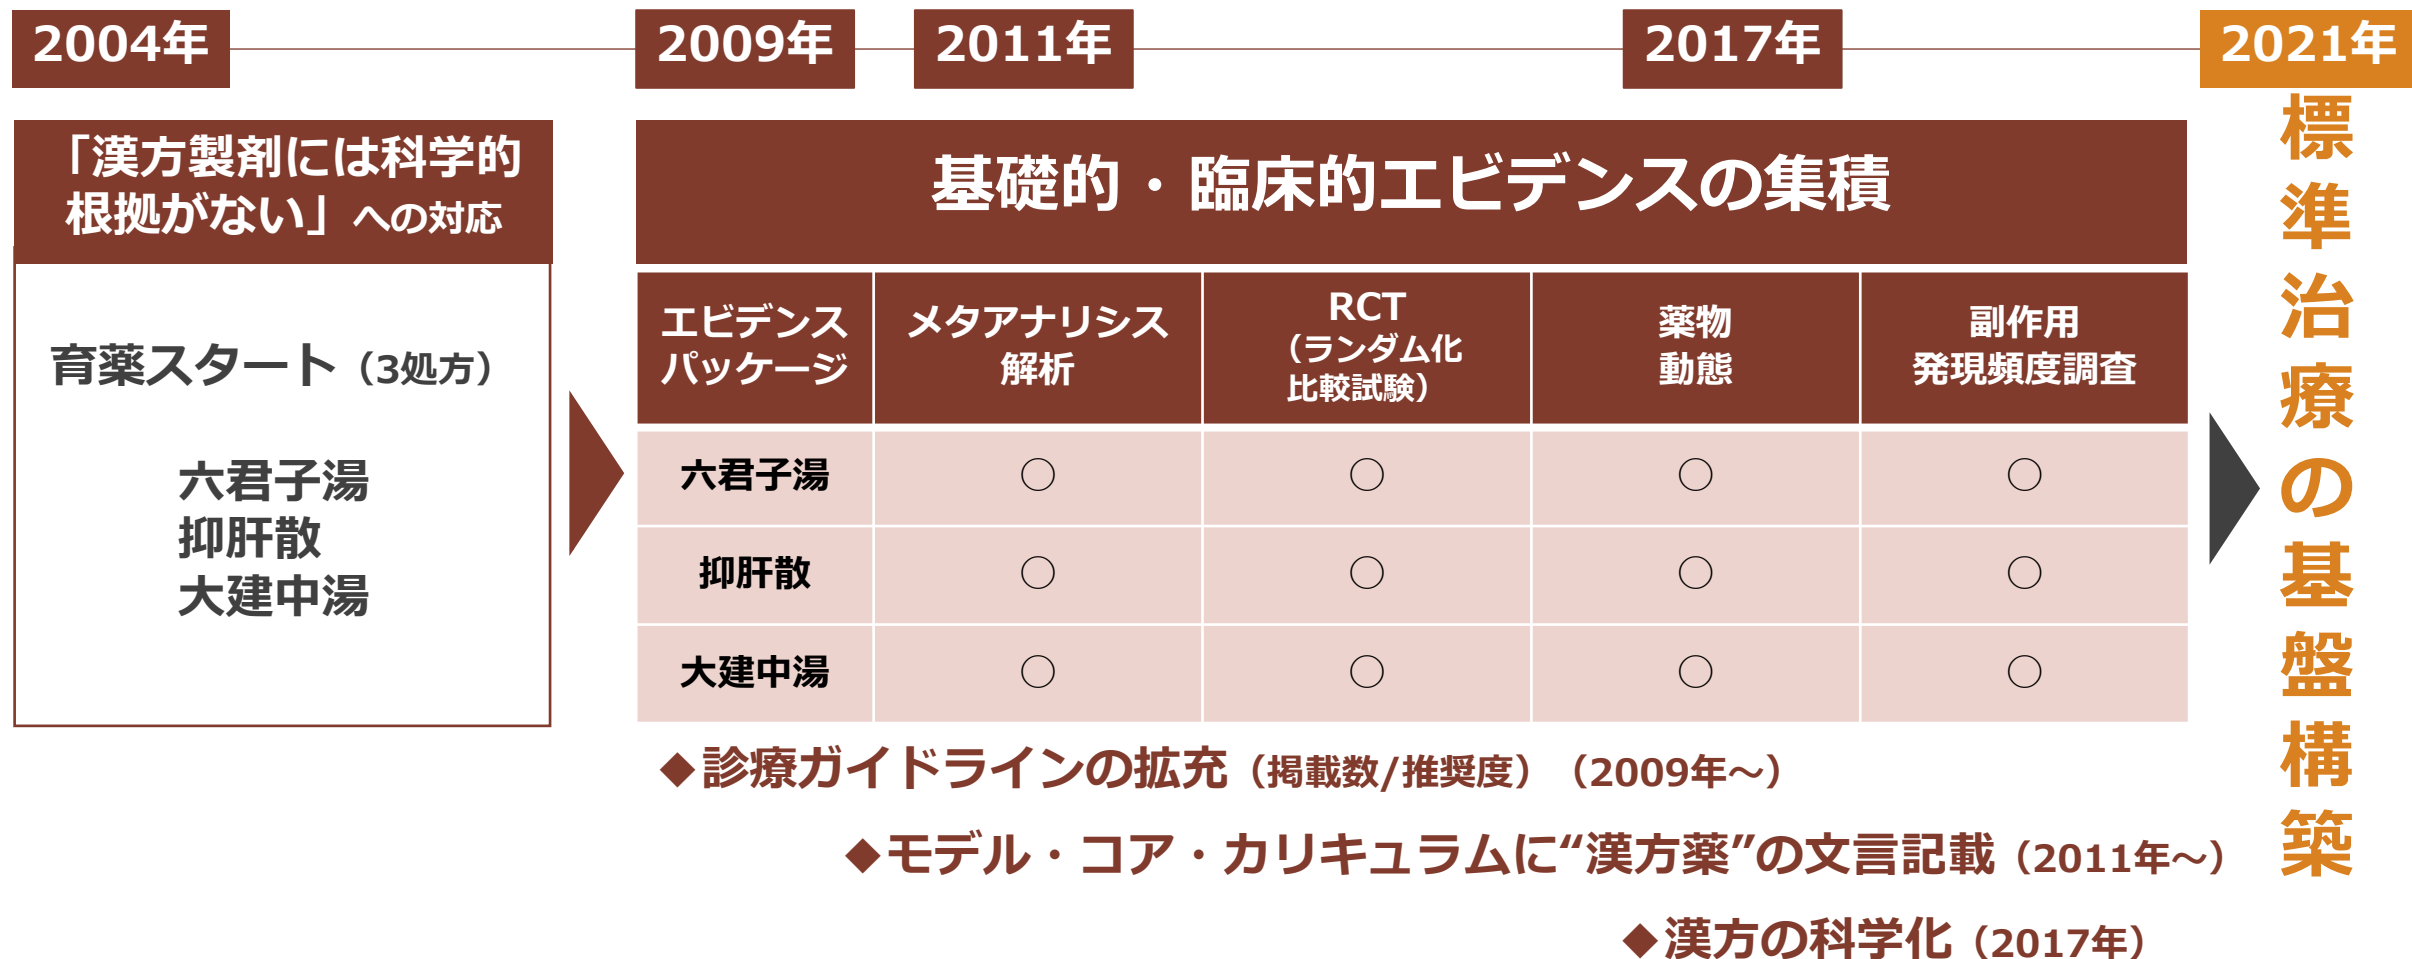 2004年
2009年
2011年
2017年
2021年
「漢方製剤には科学的
根拠がない」への対応
育薬スタート（3処方）
六君子湯
抑肝散
大建中湯
基礎的・臨床的エビデンスの集積
エビデンス
パッケージ
メタアナリシス
解析
RCT
（ランダム化
比較試験）
薬物
動態
副作用
発現頻度調査
六君子湯 ○ ○ ○ ○
抑肝散 ○ ○ ○ ○
大建中湯 ○ ○ ○ ○
◆診療ガイドラインの拡充（掲載数/推奨度）（2009年～）
◆モデル・コア・カリキュラムに“漢方薬”の文言記載（2011年～）
◆漢方の科学化（2017年）
標準治療の基盤構築